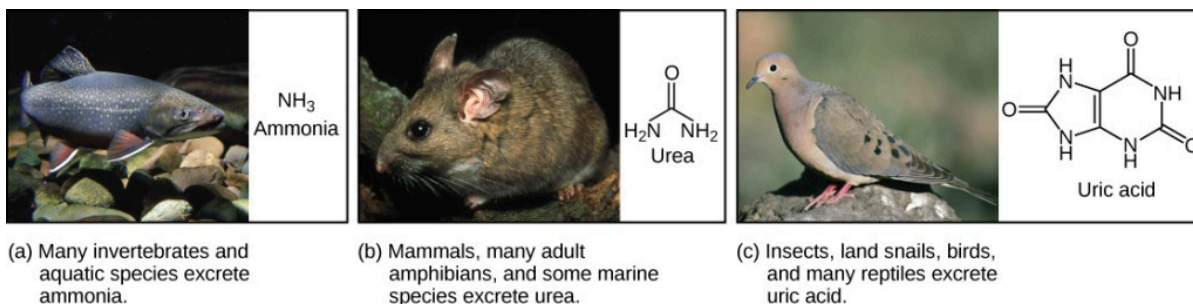 NH3
Ammonia
O
H2N NH2
Urea
O
H
N
O
NH
N
H
N
H
O
Uric acid
(a) Many invertebrates and
aquatic species excrete
ammonia.
(b) Mammals, many adult
amphibians, and some marine
species excrete urea.
(c) Insects, land snails, birds,
and many reptiles excrete
uric acid.